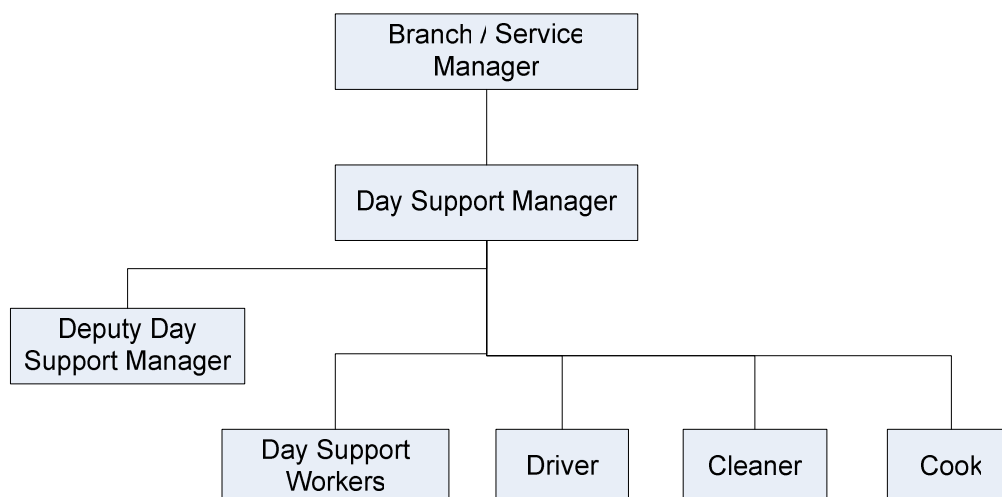 Branch / Service
Manager
Day Support Manager
Deputy Day
Support Manager
Day Support
Workers
Driver
Cleaner
Cook